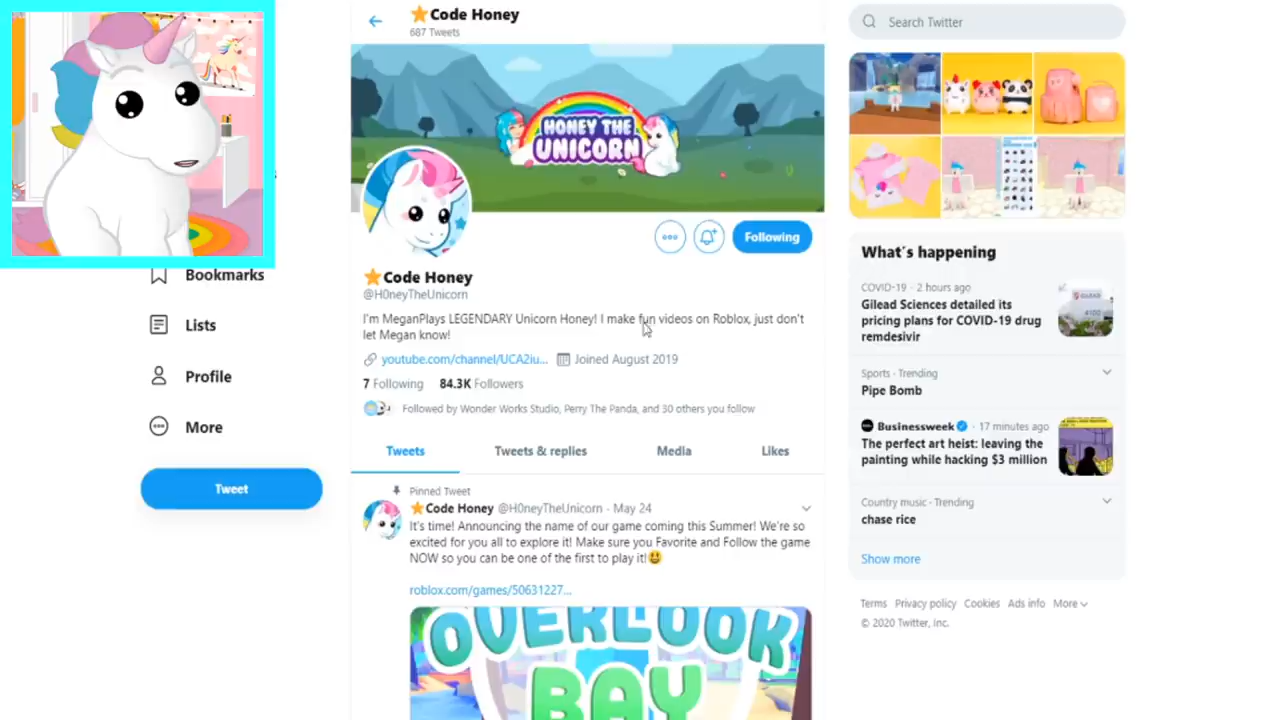 ⭐Code Honey
687 Tweets
HONEY THE
UNICORN
Following
⭐Code Honey
@H0neyTheUnicorn
I'm MeganPlays LEGENDARY Unicorn Honey! I make fun videos on Roblox, just don't
let Megan know!
youtube.com/channel/UCA2iu... Joined August 2019
7 Following 84.3K Followers
Followed by Wonder Works Studio, Perry The Panda, and 30 others you follow
Tweets Tweets & replies Media Likes
Pinned Tweet
⭐Code Honey @H0neyTheUnicorn · May 24
It's time! Announcing the name of our game coming this Summer! We're so
excited for you all to explore it! Make sure you Favorite and Follow the game
NOW so you can be one of the first to play it!😃
roblox.com/games/50631227...
OVERLOOK
BAY
Bookmarks
Lists
Profile
More
Tweet
Search Twitter
What's happening
COVID-19 · 2 hours ago
Gilead Sciences detailed its
pricing plans for COVID-19 drug
remdesivir
GILEAD
Sports · Trending
Pipe Bomb
Businessweek · 17 minutes ago
The perfect art heist: leaving the
painting while hacking $3 million
Country music · Trending
chase rice
Show more
Terms Privacy policy Cookies Ads info More
© 2020 Twitter, Inc.